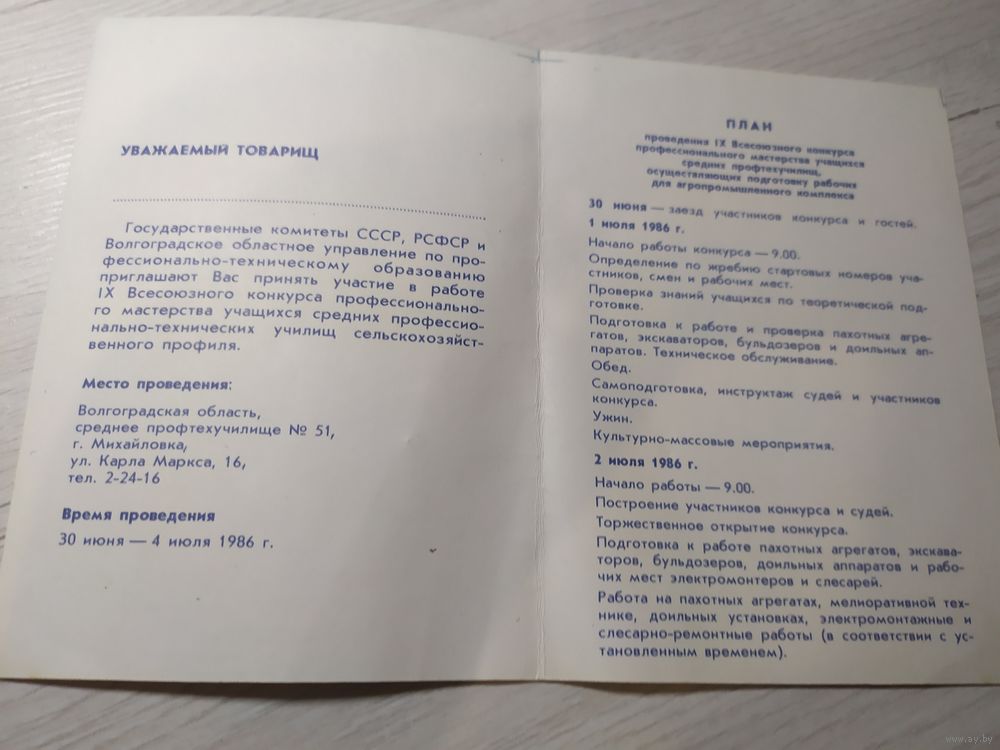 УВАЖАЕМЫЙ ТОВАРИЩ
Государственные комитеты СССР, РСФСР и
Волгоградское областное управление по про-
фессионально-техническому образованию
приглашают Вас принять участие в работе
IX Всесоюзного конкурса профессионально-
го мастерства учащихся средних профессио-
нально-технических училищ сельскохозяйст-
венного профиля.
Место проведения:
Волгоградская область,
среднее профтехучилище № 51,
г. Михайловка,
ул. Карла Маркса, 16,
тел. 2-24-16
Время проведения
30 июня — 4 июля 1986 г.
ПЛАН
проведения IX Всесоюзного конкурса
профессионального мастерства учащихся
средних профтехучилищ,
осуществляющих подготовку рабочих
для агропромышленного комплекса
30 июня — заезд участников конкурса и гостей.
1 июля 1986 г.
Начало работы конкурса — 9.00.
Определение по жребию стартовых номеров уча-
стников, смен и рабочих мест.
Проверка знаний учащихся по теоретической под-
готовке.
Подготовка к работе и проверка пахотных агре-
гатов, экскаваторов, бульдозеров и доильных ап-
паратов. Техническое обслуживание.
Обед.
Самоподготовка, инструктаж судей и участников
конкурса.
Ужин.
Культурно-массовые мероприятия.
2 июля 1986 г.
Начало работы — 9.00.
Построение участников конкурса и судей.
Торжественное открытие конкурса.
Подготовка к работе пахотных агрегатов, экскава-
торов, бульдозеров, доильных аппаратов и рабо-
чих мест электромонтеров и слесарей.
Работа на пахотных агрегатах, мелиоративной тех-
нике, доильных установках, электромонтажные и
слесарно-ремонтные работы (в соответствии с ус-
тановленным временем).
www.ay.by